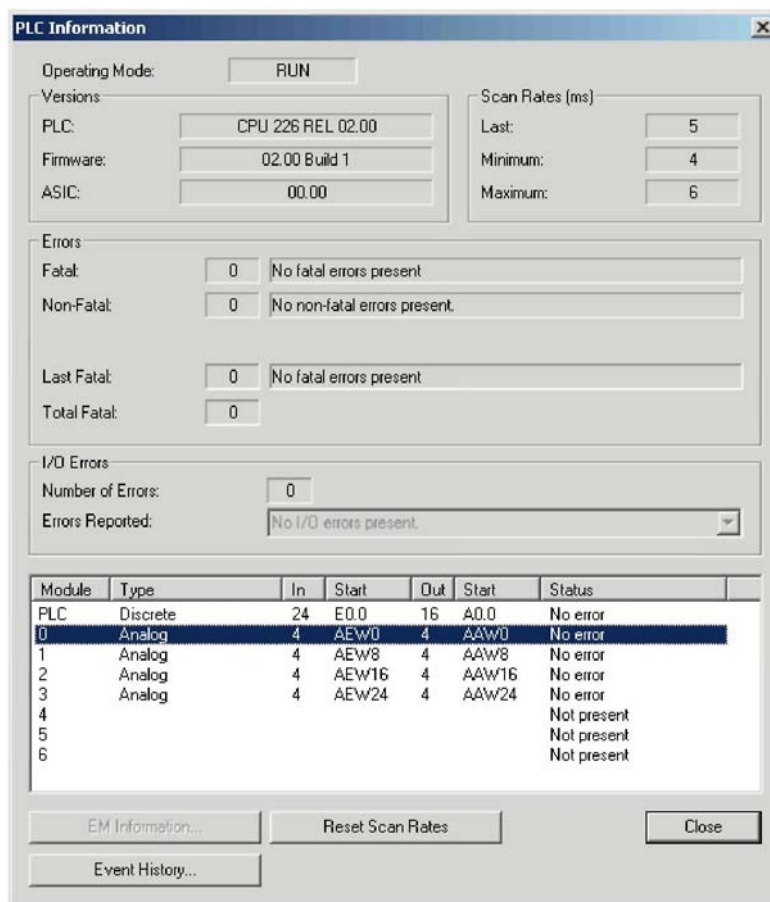 PLC Information
Operating Mode: RUN
Versions
PLC: CPU 226 REL 02.00
Firmware: 02.00 Build 1
ASIC: 00.00
Scan Rates (ms)
Last: 5
Minimum: 4
Maximum: 6
Errors
Fatal: 0 No fatal errors present
Non-Fatal: 0 No non-fatal errors present.
Last Fatal: 0 No fatal errors present
Total Fatal: 0
I/O Errors
Number of Errors: 0
Errors Reported: No I/O errors present.
Module Type In Start Out Start Status
PLC Discrete 24 E0.0 16 A0.0 No error
0 Analog 4 AEW0 4 AAW0 No error
1 Analog 4 AEW8 4 AAW8 No error
2 Analog 4 AEW16 4 AAW16 No error
3 Analog 4 AEW24 4 AAW24 No error
4 Not present
5 Not present
6 Not present
EM Information... Reset Scan Rates Close
Event History...